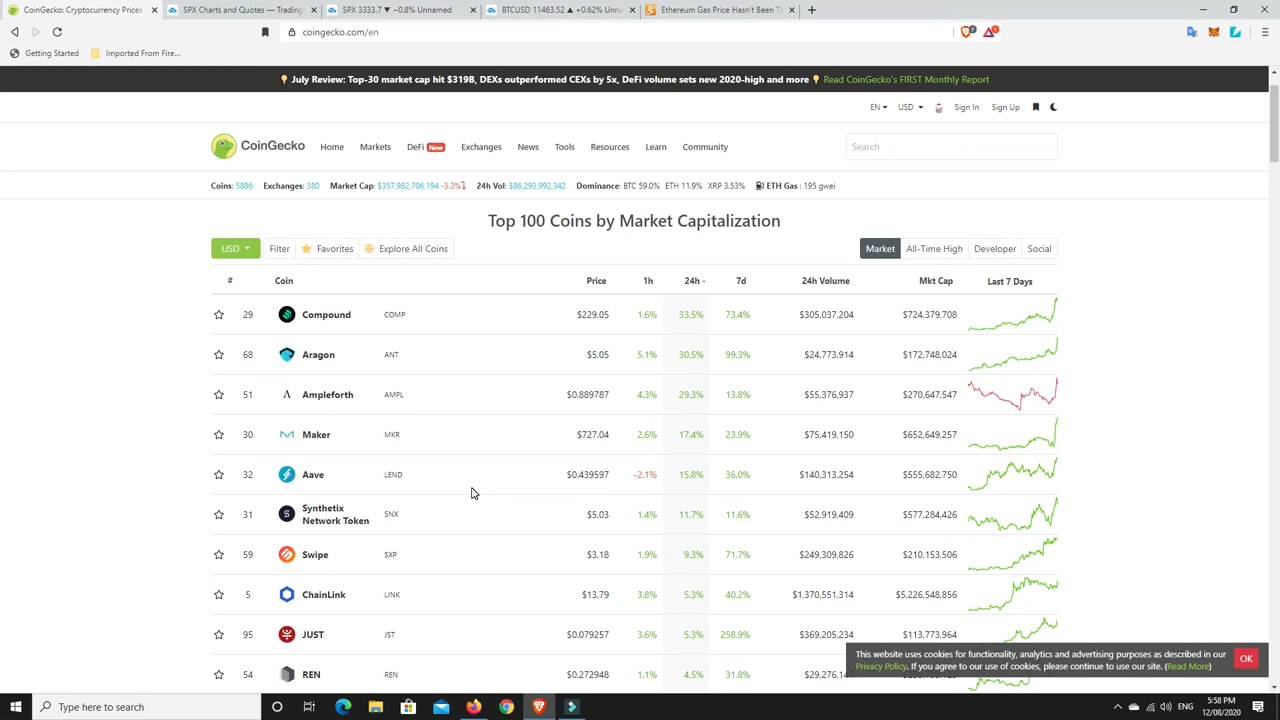 CoinGecko: Cryptocurrency Prices
SPX Charts and Quotes — Trading
SPX 3333.7 ▼ −0.8% Unnamed
BTCUSD 11463.52 ▲ +0.62% Unna
Ethereum Gas Price Hasn't Been Th
coingecko.com/en
Getting Started Imported From Fire...
July Review: Top-30 market cap hit $319B, DEXs outperformed CEXs by 5x, DeFi volume sets new 2020-high and more Read CoinGecko's FIRST Monthly Report
EN USD Sign In Sign Up
CoinGecko Home Markets DeFi New Exchanges News Tools Resources Learn Community Search
Coins: 5886 Exchanges: 380 Market Cap: $357,982,706,194 -3.3% 24h Vol: $86,293,992,342 Dominance: BTC 59.0% ETH 11.9% XRP 3.53% ETH Gas : 195 gwei
Top 100 Coins by Market Capitalization
USD Filter Favorites Explore All Coins Market All-Time High Developer Social
# Coin Price 1h 24h 7d 24h Volume Mkt Cap Last 7 Days
29 Compound COMP $229.05 1.6% 33.5% 73.4% $305,037,204 $724,379,708
68 Aragon ANT $5.05 5.1% 30.5% 99.3% $24,773,914 $172,748,024
51 Ampleforth AMPL $0.889787 4.3% 29.3% 13.8% $55,376,937 $270,647,547
30 Maker MKR $727.04 2.6% 17.4% 23.9% $75,419,150 $652,649,257
32 Aave LEND $0.439597 -2.1% 15.8% 36.0% $140,313,254 $555,682,750
31 Synthetix Network Token SNX $5.03 1.4% 11.7% 11.6% $52,919,409 $577,284,426
59 Swipe SXP $3.18 1.9% 9.3% 71.7% $249,309,826 $210,153,506
5 ChainLink LINK $13.79 3.8% 5.3% 40.2% $1,370,551,314 $5,226,548,856
95 JUST JST $0.079257 3.6% 5.3% 258.9% $369,205,234 $113,773,964
54 REN REN $0.272948 1.1% 4.5% 31.8%
This website uses cookies for functionality, analytics and advertising purposes as described in our
Privacy Policy. If you agree to our use of cookies, please continue to use our site. (Read More)
OK
Type here to search
ENG
5:58 PM
12/08/2020